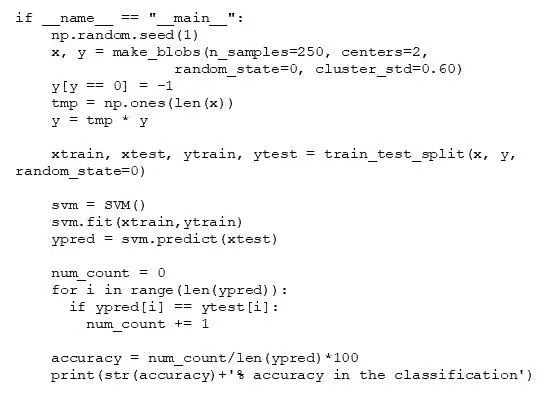 if __name__ == "__main__":
    np.random.seed(1)
    x, y = make_blobs(n_samples=250, centers=2,
                  random_state=0, cluster_std=0.60)
    y[y == 0] = -1
    tmp = np.ones(len(x))
    y = tmp * y

    xtrain, xtest, ytrain, ytest = train_test_split(x, y,
random_state=0)

    svm = SVM()
    svm.fit(xtrain,ytrain)
    ypred = svm.predict(xtest)

    num_count = 0
    for i in range(len(ypred)):
      if ypred[i] == ytest[i]:
        num_count += 1

    accuracy = num_count/len(ypred)*100
    print(str(accuracy)+'% accuracy in the classification')